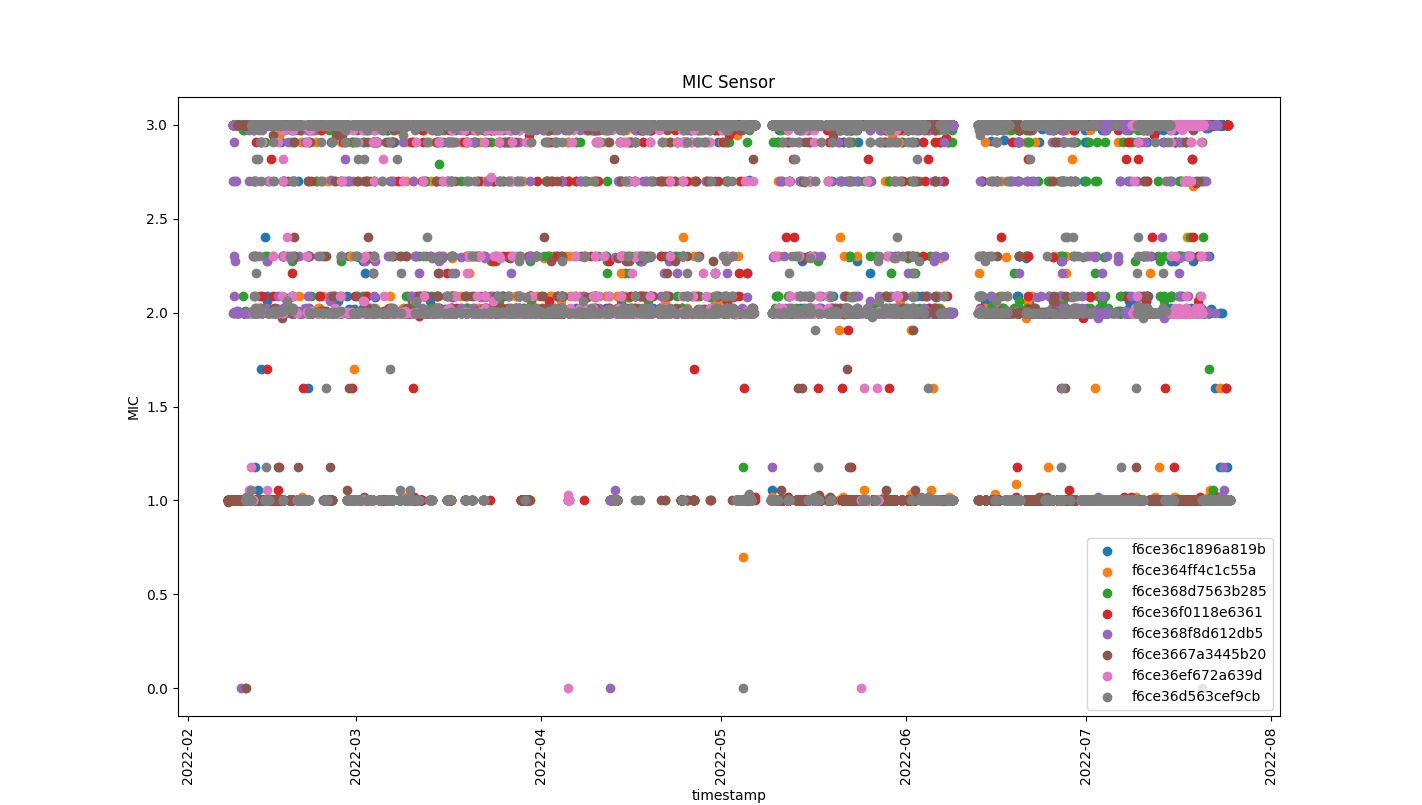 MIC Sensor
3.0
2.5
2.0
1.5
1.0
0.5
0.0
MIC
2022-02
2022-03
2022-04
2022-05
2022-06
2022-07
2022-08
timestamp
f6ce36c1896a819b
f6ce364ff4c1c55a
f6ce368d7563b285
f6ce36f0118e6361
f6ce368f8d612db5
f6ce3667a3445b20
f6ce36ef672a639d
f6ce36d563cef9cb